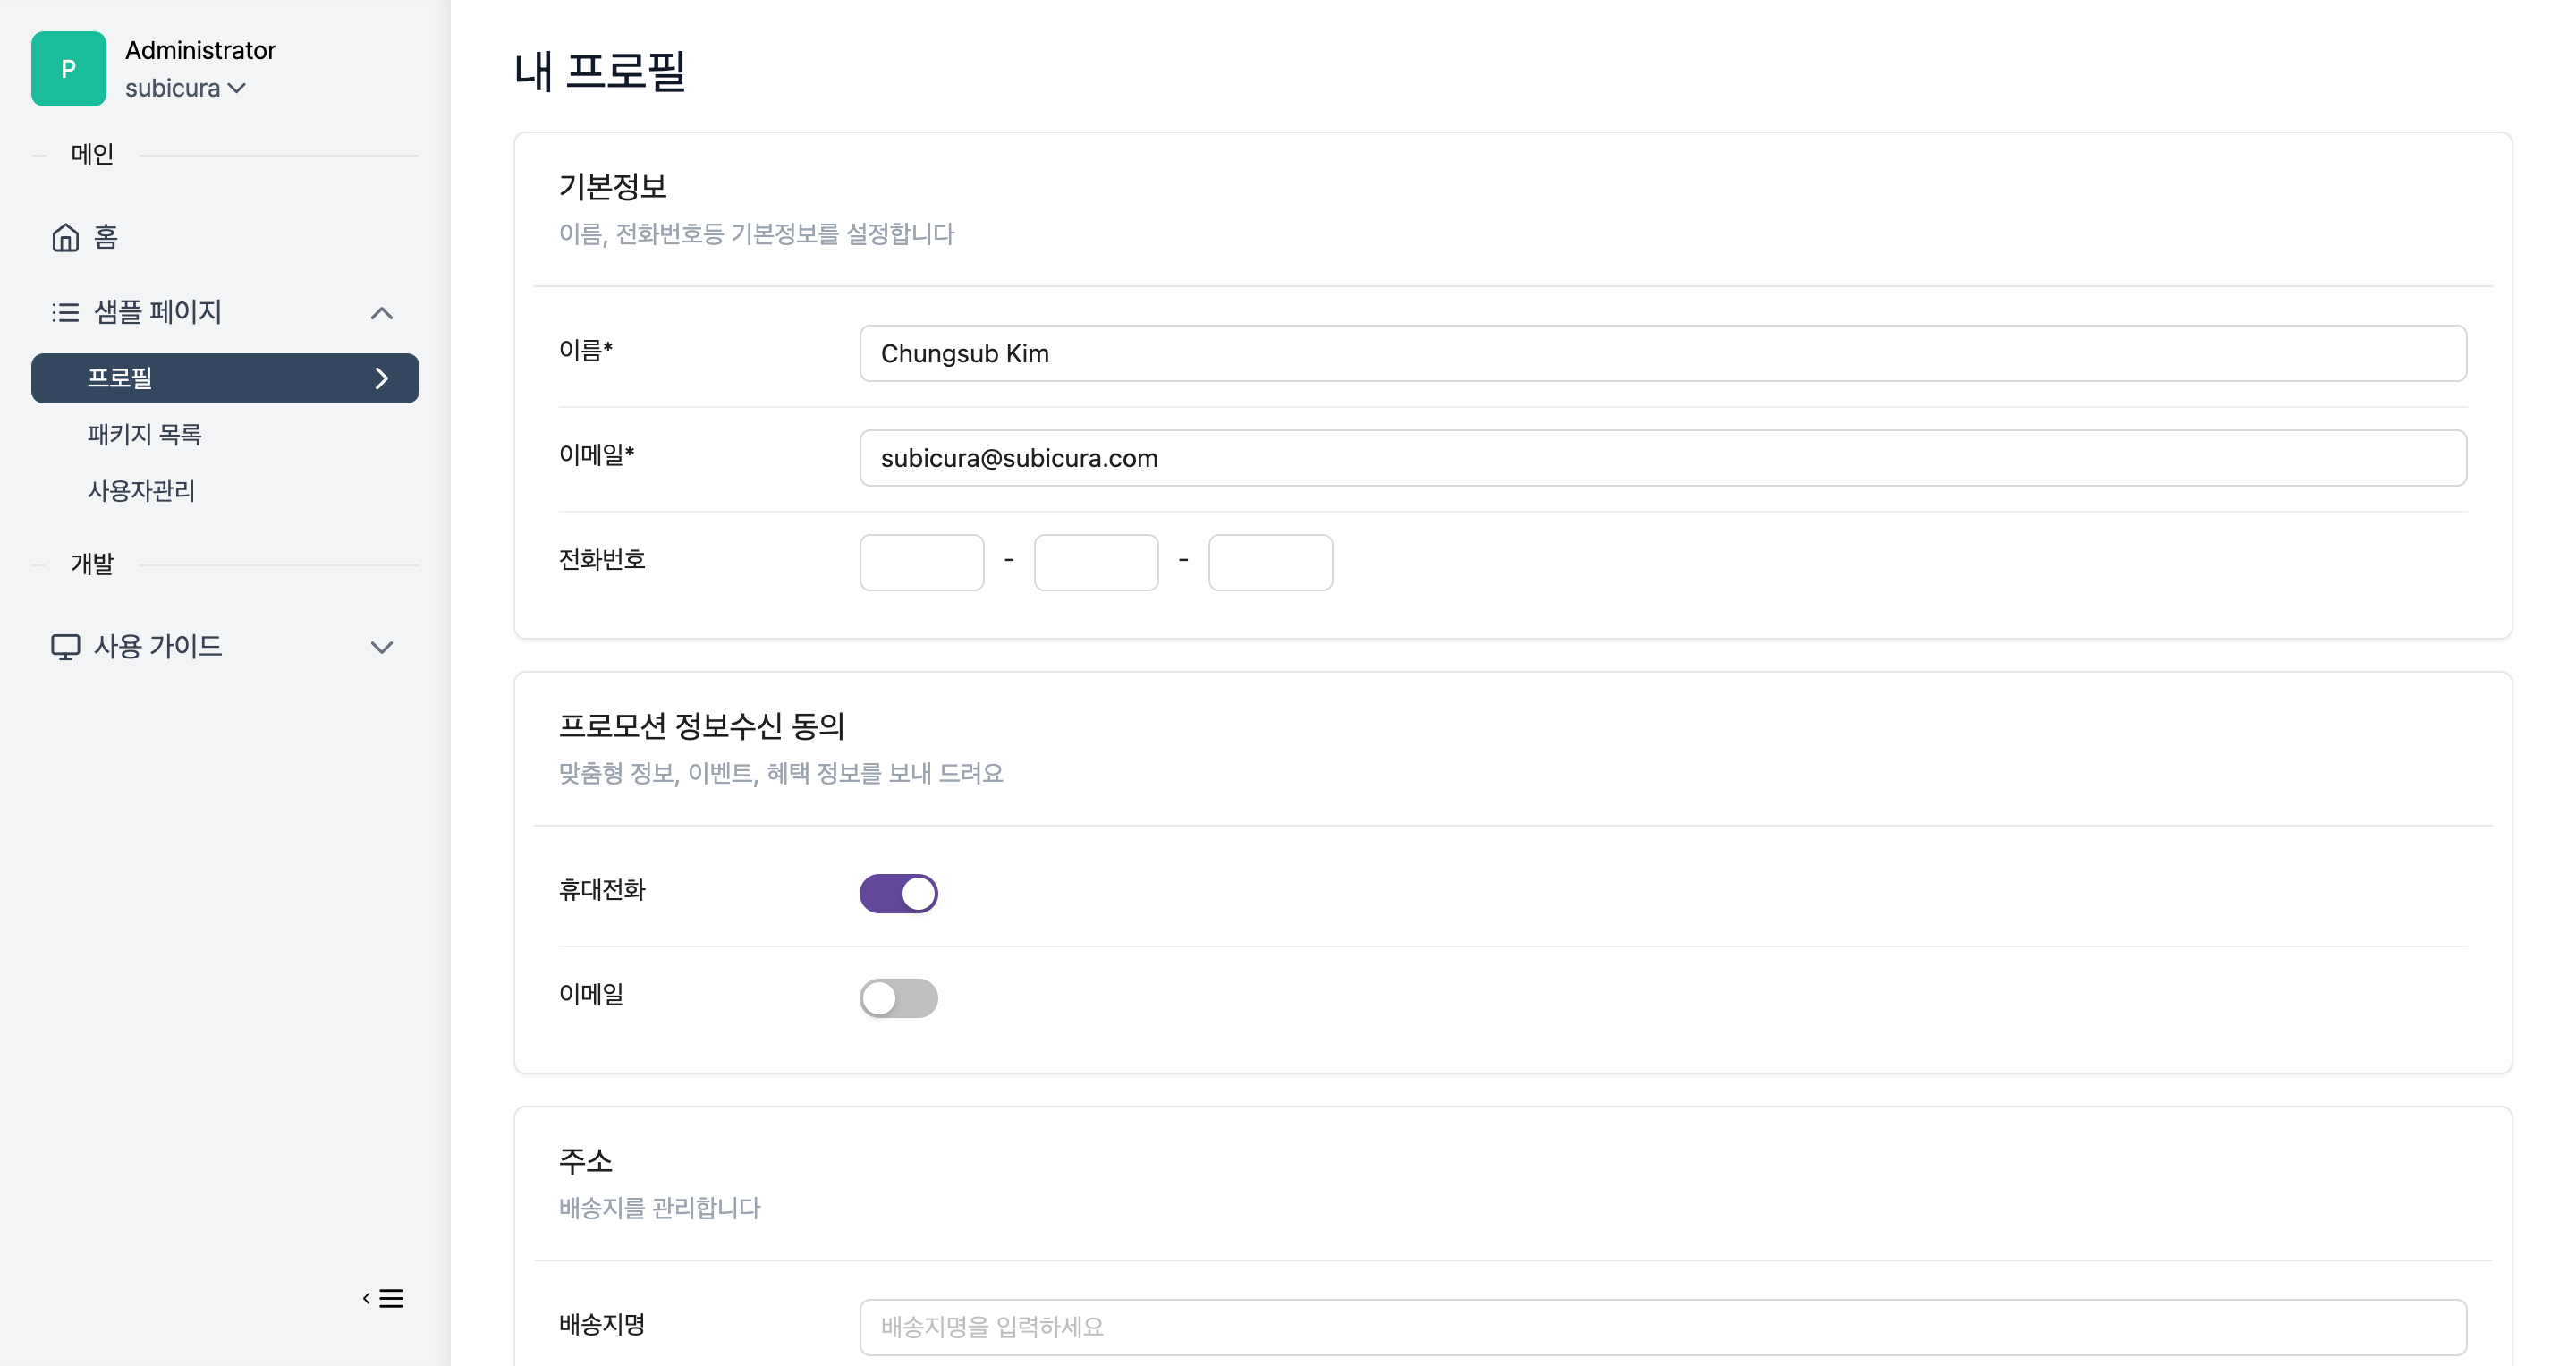 P
Administrator
subicura
메인
홈
샘플 페이지
프로필
패키지 목록
사용자관리
개발
사용 가이드
내 프로필
기본정보
이름, 전화번호등 기본정보를 설정합니다
이름*
Chungsub Kim
이메일*
subicura@subicura.com
전화번호
- -
프로모션 정보수신 동의
맞춤형 정보, 이벤트, 혜택 정보를 보내 드려요
휴대전화
이메일
주소
배송지를 관리합니다
배송지명
배송지명을 입력하세요